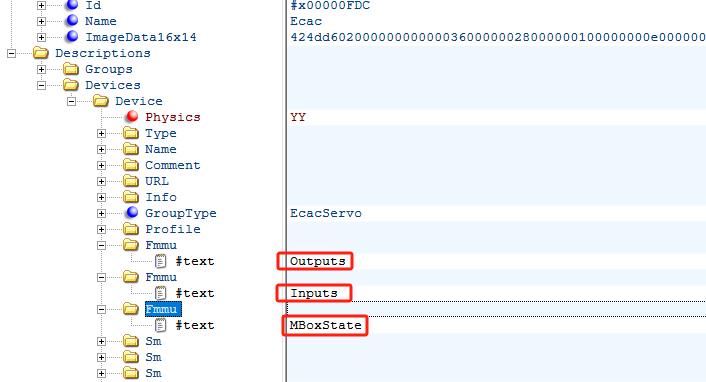 Id #x00000FDC
Name Ecac
ImageData16x14 424dd6020000000000003600000028000000100000000e000000
Descriptions
Groups
Devices
Device
Physics YY
Type
Name
Comment
URL
Info
GroupType EcacServo
Profile
Fmmu
#text Outputs
Fmmu
#text Inputs
Fmmu
#text MBoxState
Sm
Sm
Sm